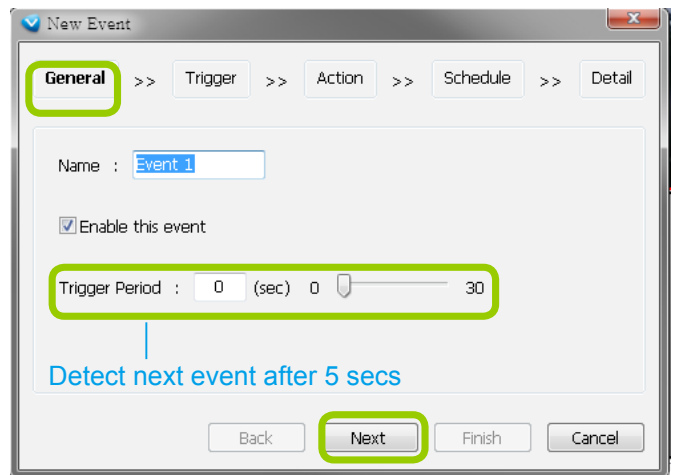 New Event
General >> Trigger >> Action >> Schedule >> Detail
Name : Event 1
Enable this event
Trigger Period : 0 (sec) 0 30
Detect next event after 5 secs
Back Next Finish Cancel